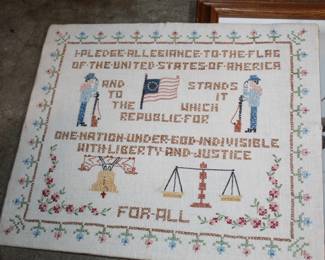 I·PLEDGE·ALLEGIANCE·TO·THE·FLAG
OF·THE·UNITED·STATES·OF·AMERICA
AND STANDS
TO IT
THE WHICH
REPUBLIC·FOR
ONE·NATION·UNDER·GOD·INDIVISIBLE
WITH·LIBERTY·AND·JUSTICE
FOR·ALL